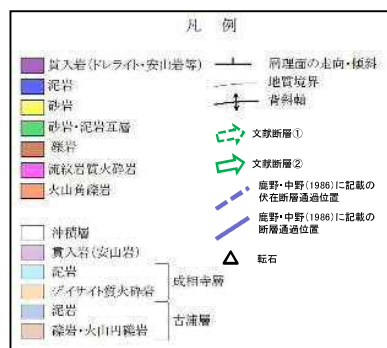 凡例
貫入岩(ドレライト・安山岩等)
泥岩
砂岩
砂岩・泥岩互層
礫岩
流紋岩質火砕岩
火山角礫岩
層理面の走向・傾斜
地質境界
背斜軸
文献断層①
文献断層②
鹿野・中野(1986)に記載の
伏在断層通過位置
鹿野・中野(1986)に記載の
断層通過位置
転石
沖積層
貫入岩(安山岩)
泥岩
デイサイト質火砕岩
成相寺層
泥岩
礫岩・火山円礫岩
古浦層